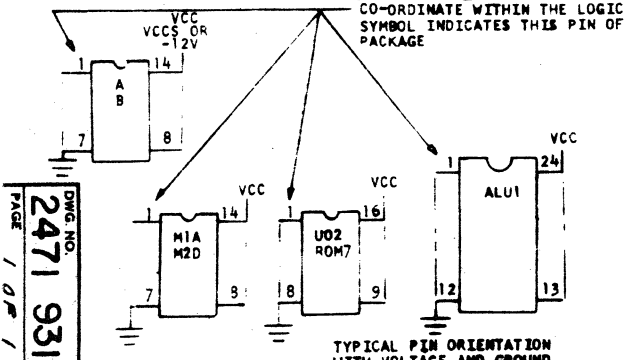 CO-ORDINATE WITHIN THE LOGIC
SYMBOL INDICATES THIS PIN OF
PACKAGE
VCC
VCCS OR
-12V
1 14
A
B
7 8
VCC
1 14
M1A
M2D
7 8
VCC
1 16
U02
ROM7
8 9
VCC
1 24
ALU1
12 13
DWG. NO.
2471 931
PAGE 1 OF 1
TYPICAL PIN ORIENTATION
WITH VOLTAGE AND GROUND